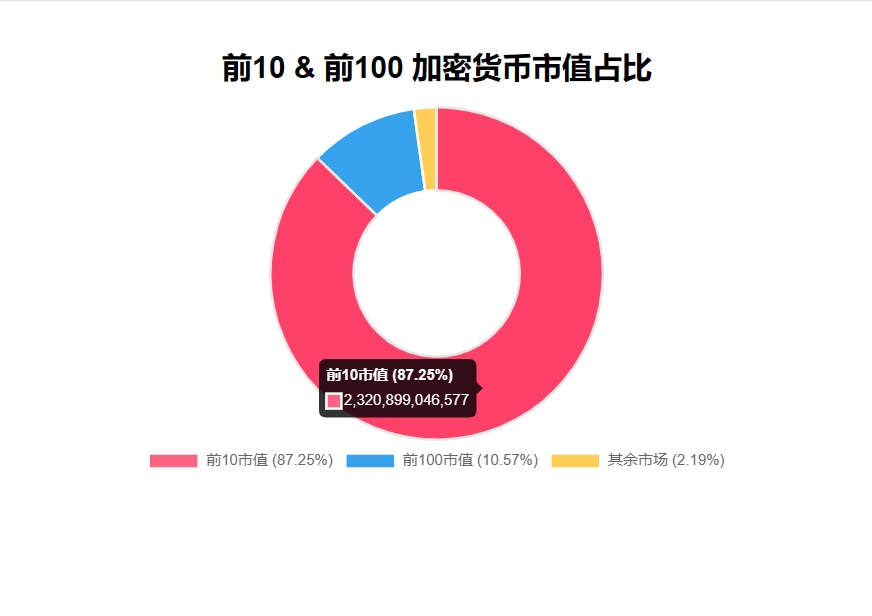 前10 & 前100 加密货币市值占比
前10市值 (87.25%)
2,320,899,046,577
前10市值 (87.25%) 前100市值 (10.57%) 其余市场 (2.19%)